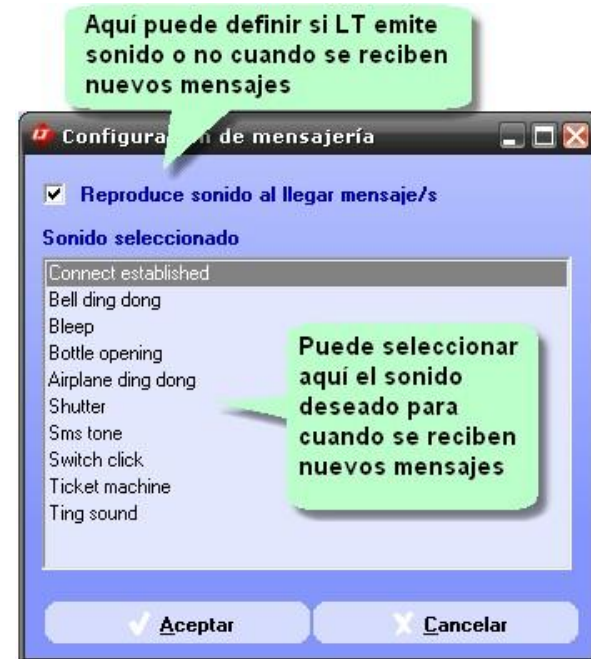 Aquí puede definir si LT emite
sonido o no cuando se reciben
nuevos mensajes
LT Configura n de mensajería
Reproduce sonido al llegar mensaje/s
Sonido seleccionado
Connect established
Bell ding dong
Bleep
Bottle opening
Airplane ding dong
Shutter
Sms tone
Switch click
Ticket machine
Ting sound
Puede seleccionar
aquí el sonido
deseado para
cuando se reciben
nuevos mensajes
Aceptar
Cancelar